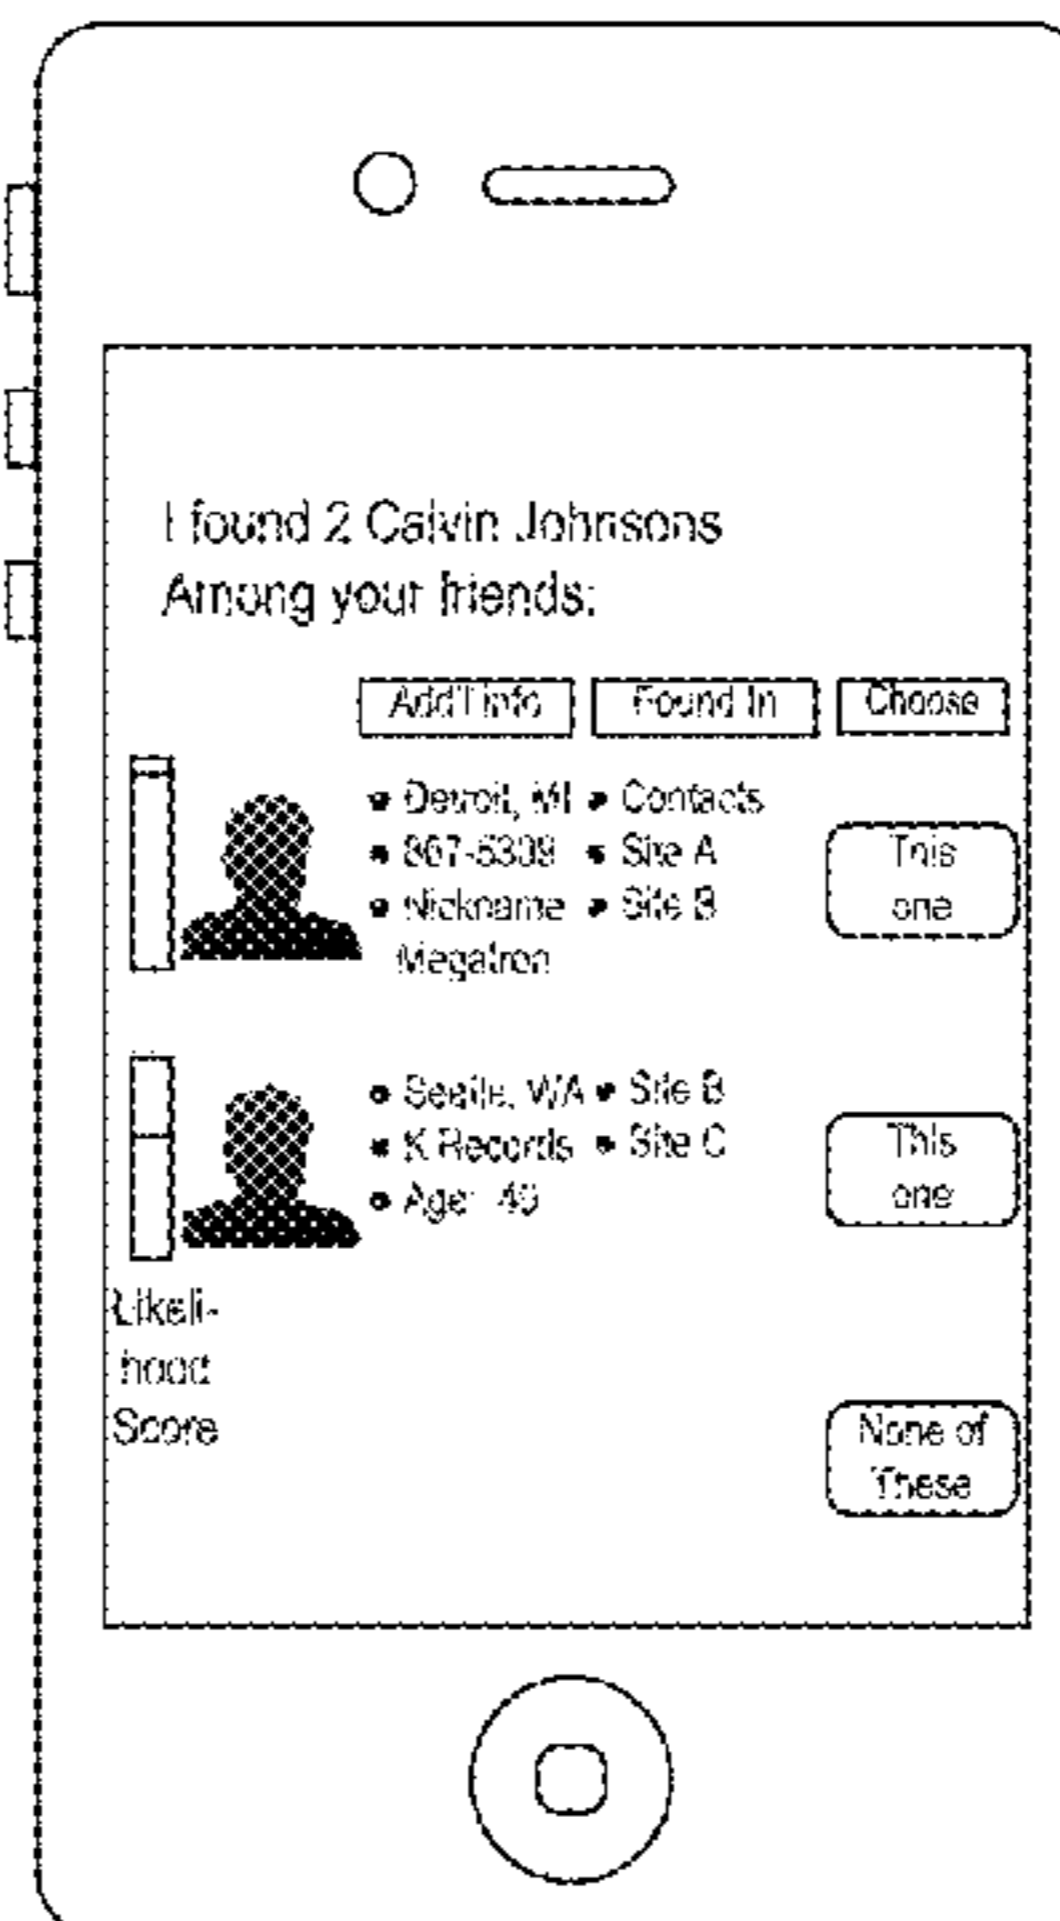 I found 2 Calvin Johnsons
Among your friends:
Add'l info Found In Choose
• Detroit, MI • Contacts
• 867-5309 • Site A
• Nickname • Site B
Megatron
This
one
• Seattle, WA • Site B
• K Records • Site C
• Age: 49
This
one
Likeli-
hood
Score
None of
These